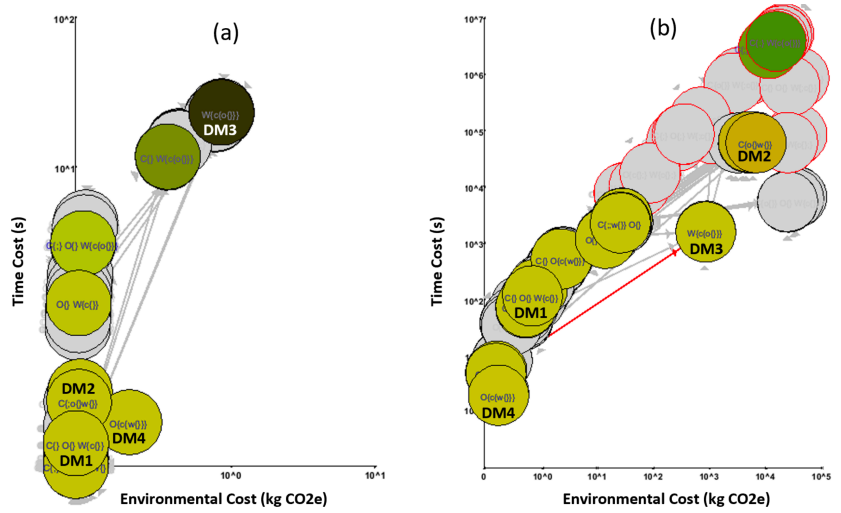 (a)
10^2
W{c{o{}}}
DM3
C{} W{c{o{}}}
10^1
C{;} O{} W{c{o{}}}
O{} W{c{}}
DM2
C{;o{}w{}}
O{c{w{}}}
DM4
C{} O{} W{c{}}
DM1
10^0
10^1
Time Cost (s)
Environmental Cost (kg CO2e)
(b)
10^7
10^6
10^5
C{o{}w{}}
DM2
10^4
C{;;w{}} O{}
W{c{o{}}}
10^3
DM3
C{} O{c{w{}}}
10^2
C{} O{} W{c{}}
DM1
O{c{w{}}}
DM4
0
10^0
10^1
10^2
10^3
10^4
10^5
Time Cost (s)
Environmental Cost (kg CO2e)